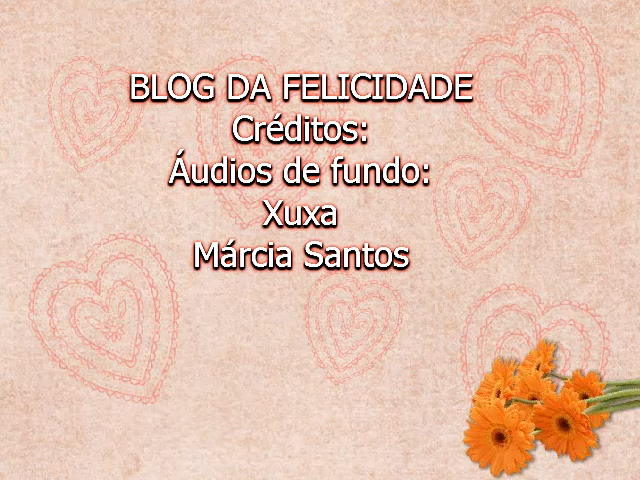 BLOG DA FELICIDADE
Créditos:
Áudios de fundo:
Xuxa
Márcia Santos